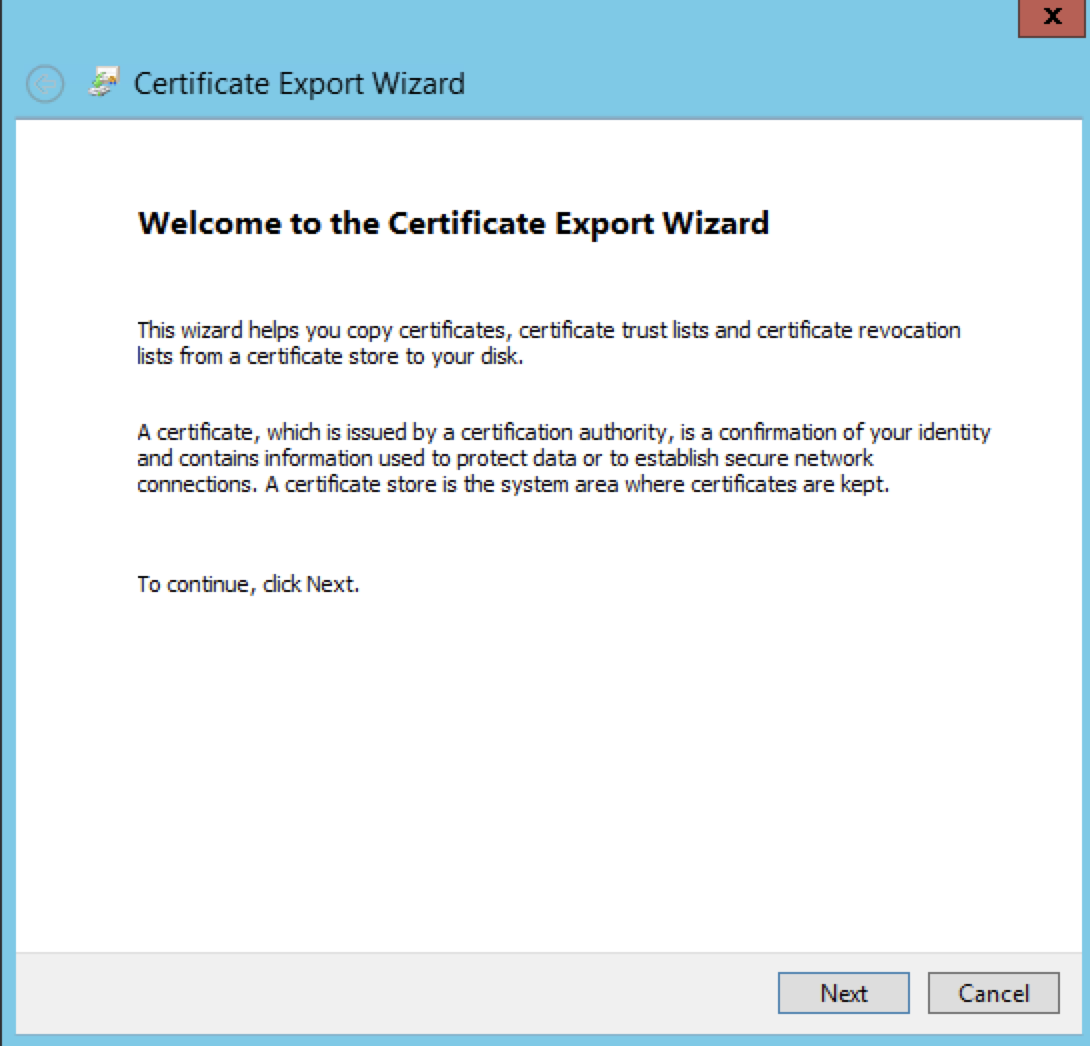 X
Certificate Export Wizard
Welcome to the Certificate Export Wizard
This wizard helps you copy certificates, certificate trust lists and certificate revocation
lists from a certificate store to your disk.
A certificate, which is issued by a certification authority, is a confirmation of your identity
and contains information used to protect data or to establish secure network
connections. A certificate store is the system area where certificates are kept.
To continue, click Next.
Next
Cancel